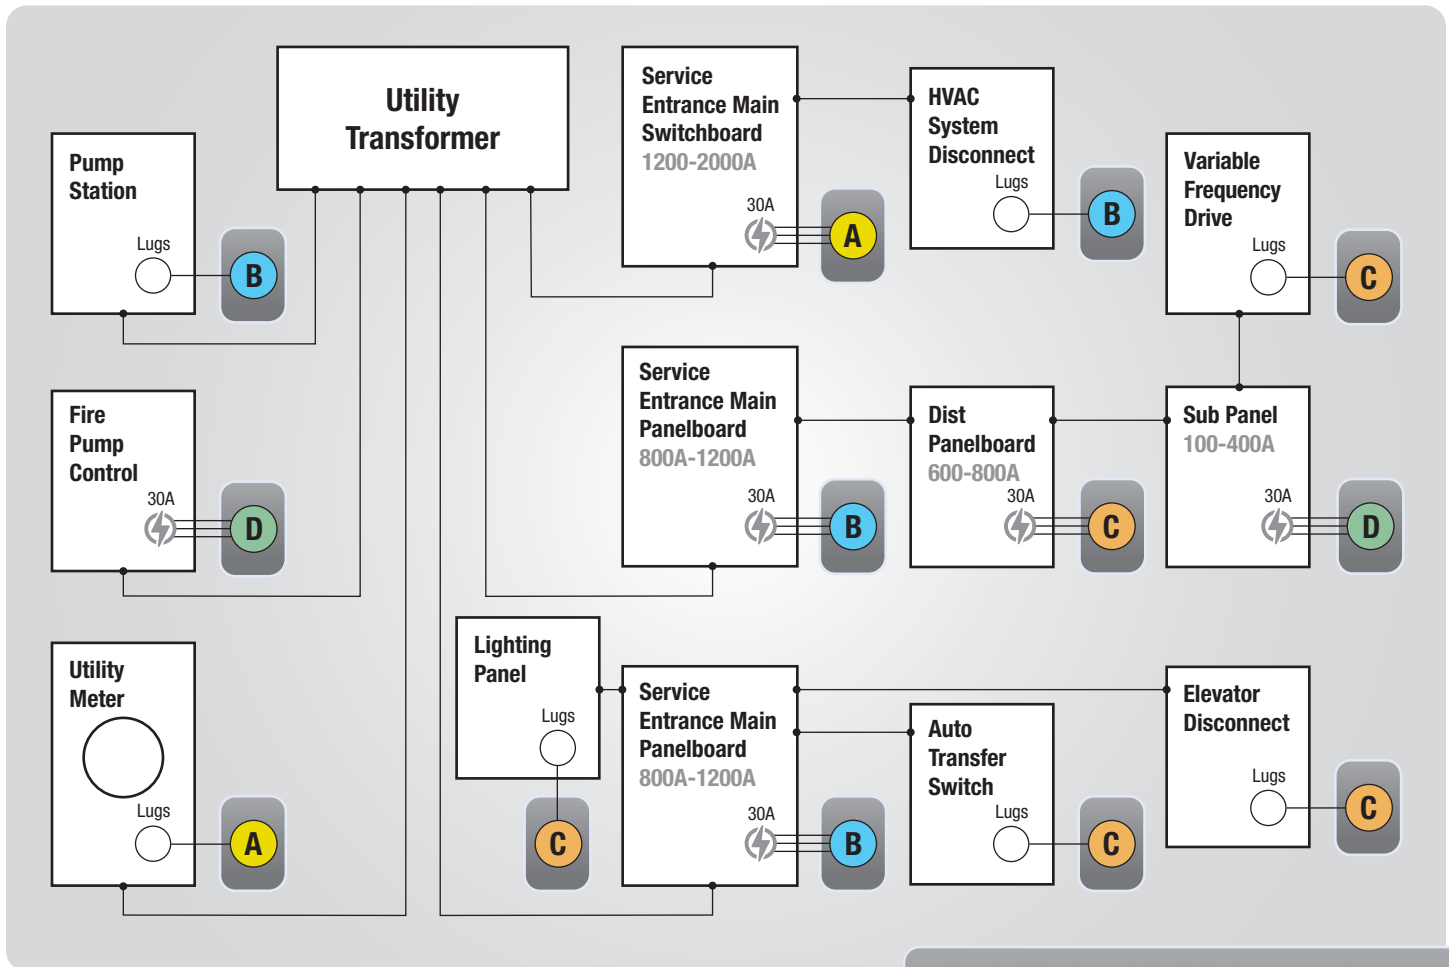 Utility
Transformer
Pump
Station
Lugs
B
Fire
Pump
Control
30A
D
Utility
Meter
Lugs
A
Service
Entrance Main
Switchboard
1200-2000A
30A
A
HVAC
System
Disconnect
Lugs
B
Variable
Frequency
Drive
Lugs
C
Service
Entrance Main
Panelboard
800A-1200A
30A
B
Dist
Panelboard
600-800A
30A
C
Sub Panel
100-400A
30A
D
Lighting
Panel
Lugs
C
Service
Entrance Main
Panelboard
800A-1200A
30A
B
Auto
Transfer
Switch
Lugs
C
Elevator
Disconnect
Lugs
C